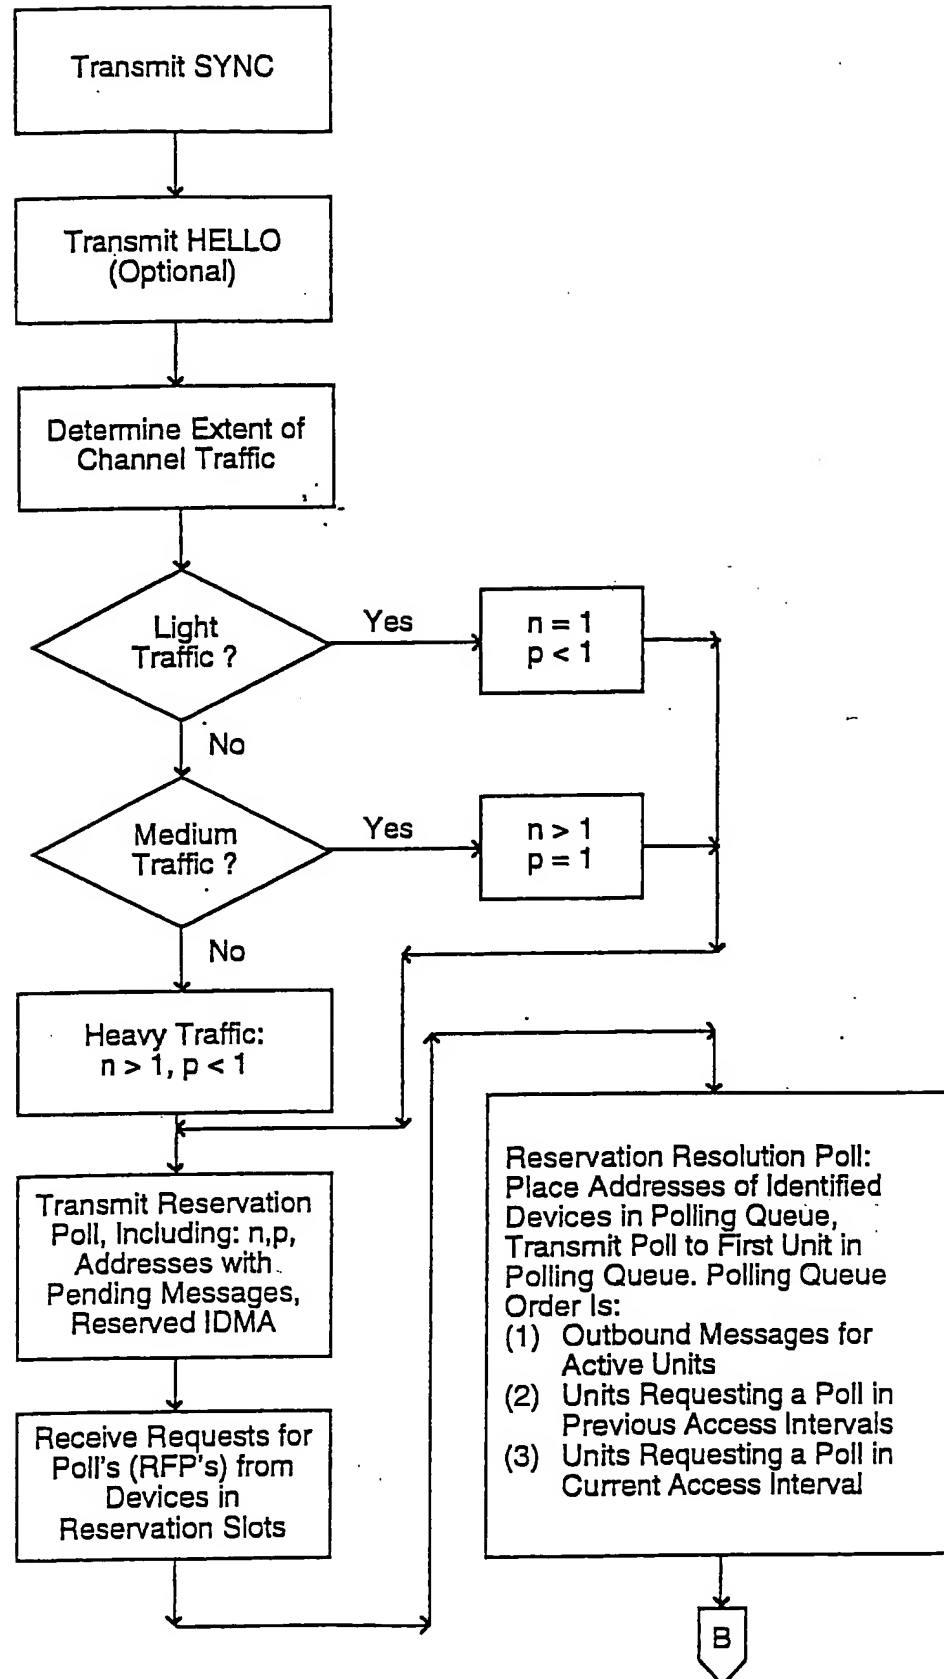 Transmit SYNC
Transmit HELLO
(Optional)
Determine Extent of
Channel Traffic
Light
Traffic ?
Yes
n = 1
p < 1
No
Medium
Traffic ?
Yes
n > 1
p = 1
No
Heavy Traffic:
n > 1, p < 1
Transmit Reservation
Poll, Including: n,p,
Addresses with
Pending Messages,
Reserved IDMA
Receive Requests for
Poll's (RFP's) from
Devices in
Reservation Slots
Reservation Resolution Poll:
Place Addresses of Identified
Devices in Polling Queue,
Transmit Poll to First Unit in
Polling Queue. Polling Queue
Order Is:
(1) Outbound Messages for
Active Units
(2) Units Requesting a Poll in
Previous Access Intervals
(3) Units Requesting a Poll in
Current Access Interval
B